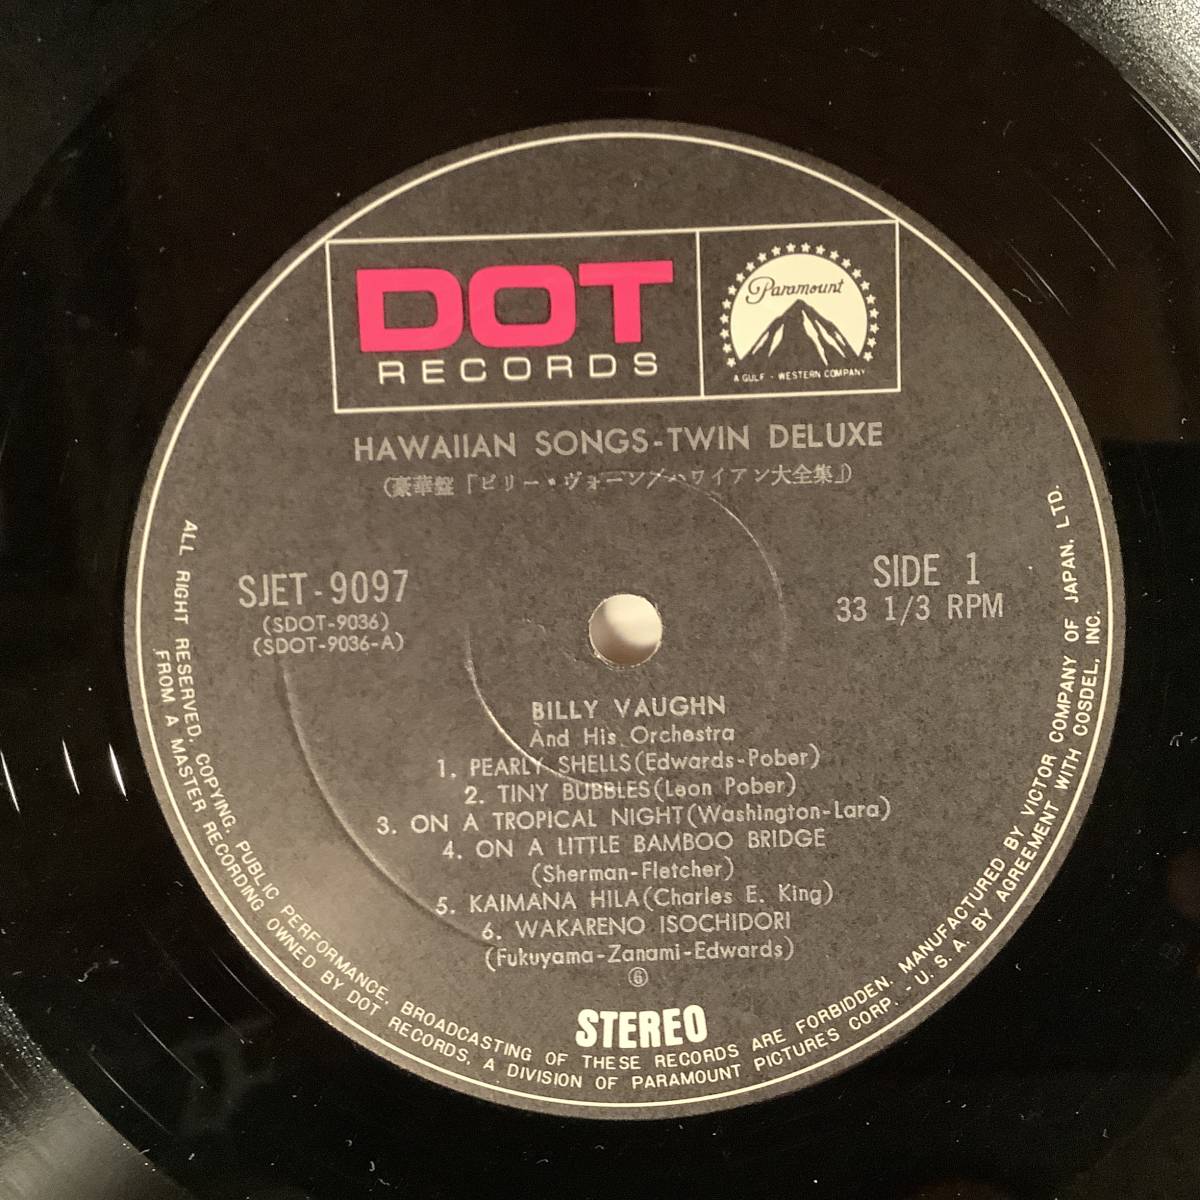 DOT
RECORDS
Paramount
A GULF - WESTERN COMPANY
HAWAIIAN SONGS-TWIN DELUXE
(豪華盤「ビリー・ヴォーン/ハワイアン大全集」)
SJET-9097
(SDOT-9036)
(SDOT-9036-A)
SIDE 1
33 1/3 RPM
BILLY VAUGHN
And His Orchestra
1. PEARLY SHELLS(Edwards-Pober)
2. TINY BUBBLES(Leon Pober)
3. ON A TROPICAL NIGHT(Washington-Lara)
4. ON A LITTLE BAMBOO BRIDGE
(Sherman-Fletcher)
5. KAIMANA HILA(Charles E. King)
6. WAKARENO ISOCHIDORI
(Fukuyama-Zanami-Edwards)
⑥
STEREO
ALL RIGHT RESERVED, COPYING, PUBLIC PERFORMANCE, BROADCASTING OF THESE RECORDS ARE FORBIDDEN. MANUFACTURED BY VICTOR COMPANY OF JAPAN, LTD.
FROM A MASTER RECORDING OWNED BY DOT RECORDS, A DIVISION OF PARAMOUNT PICTURES CORP. - U. S. A. BY AGREEMENT WITH COSDEL, INC.